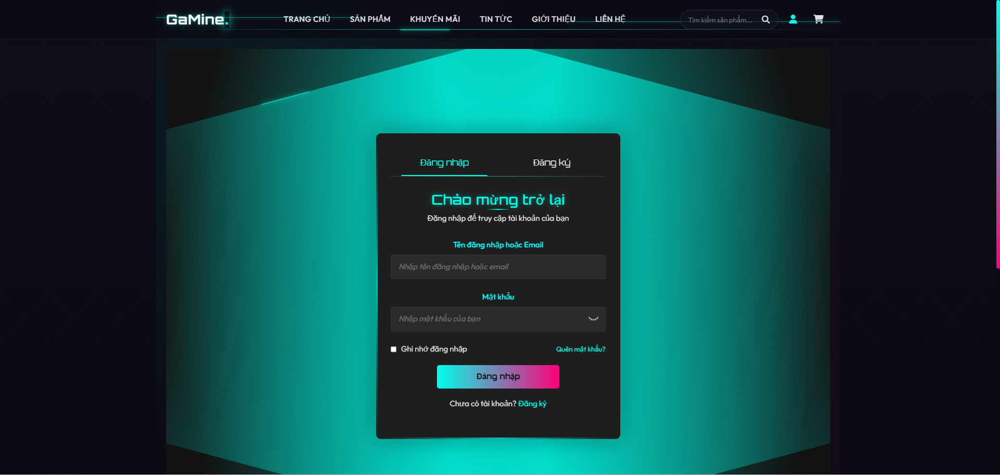 GaMine.
TRANG CHỦ
SẢN PHẨM
KHUYẾN MÃI
TIN TỨC
GIỚI THIỆU
LIÊN HỆ
Tìm kiếm sản phẩm...
Đăng nhập
Đăng ký
Chào mừng trở lại
Đăng nhập để truy cập tài khoản của bạn
Tên đăng nhập hoặc Email
Nhập tên đăng nhập hoặc email
Mật khẩu
Nhập mật khẩu của bạn
Ghi nhớ đăng nhập
Quên mật khẩu?
Đăng nhập
Chưa có tài khoản? Đăng ký